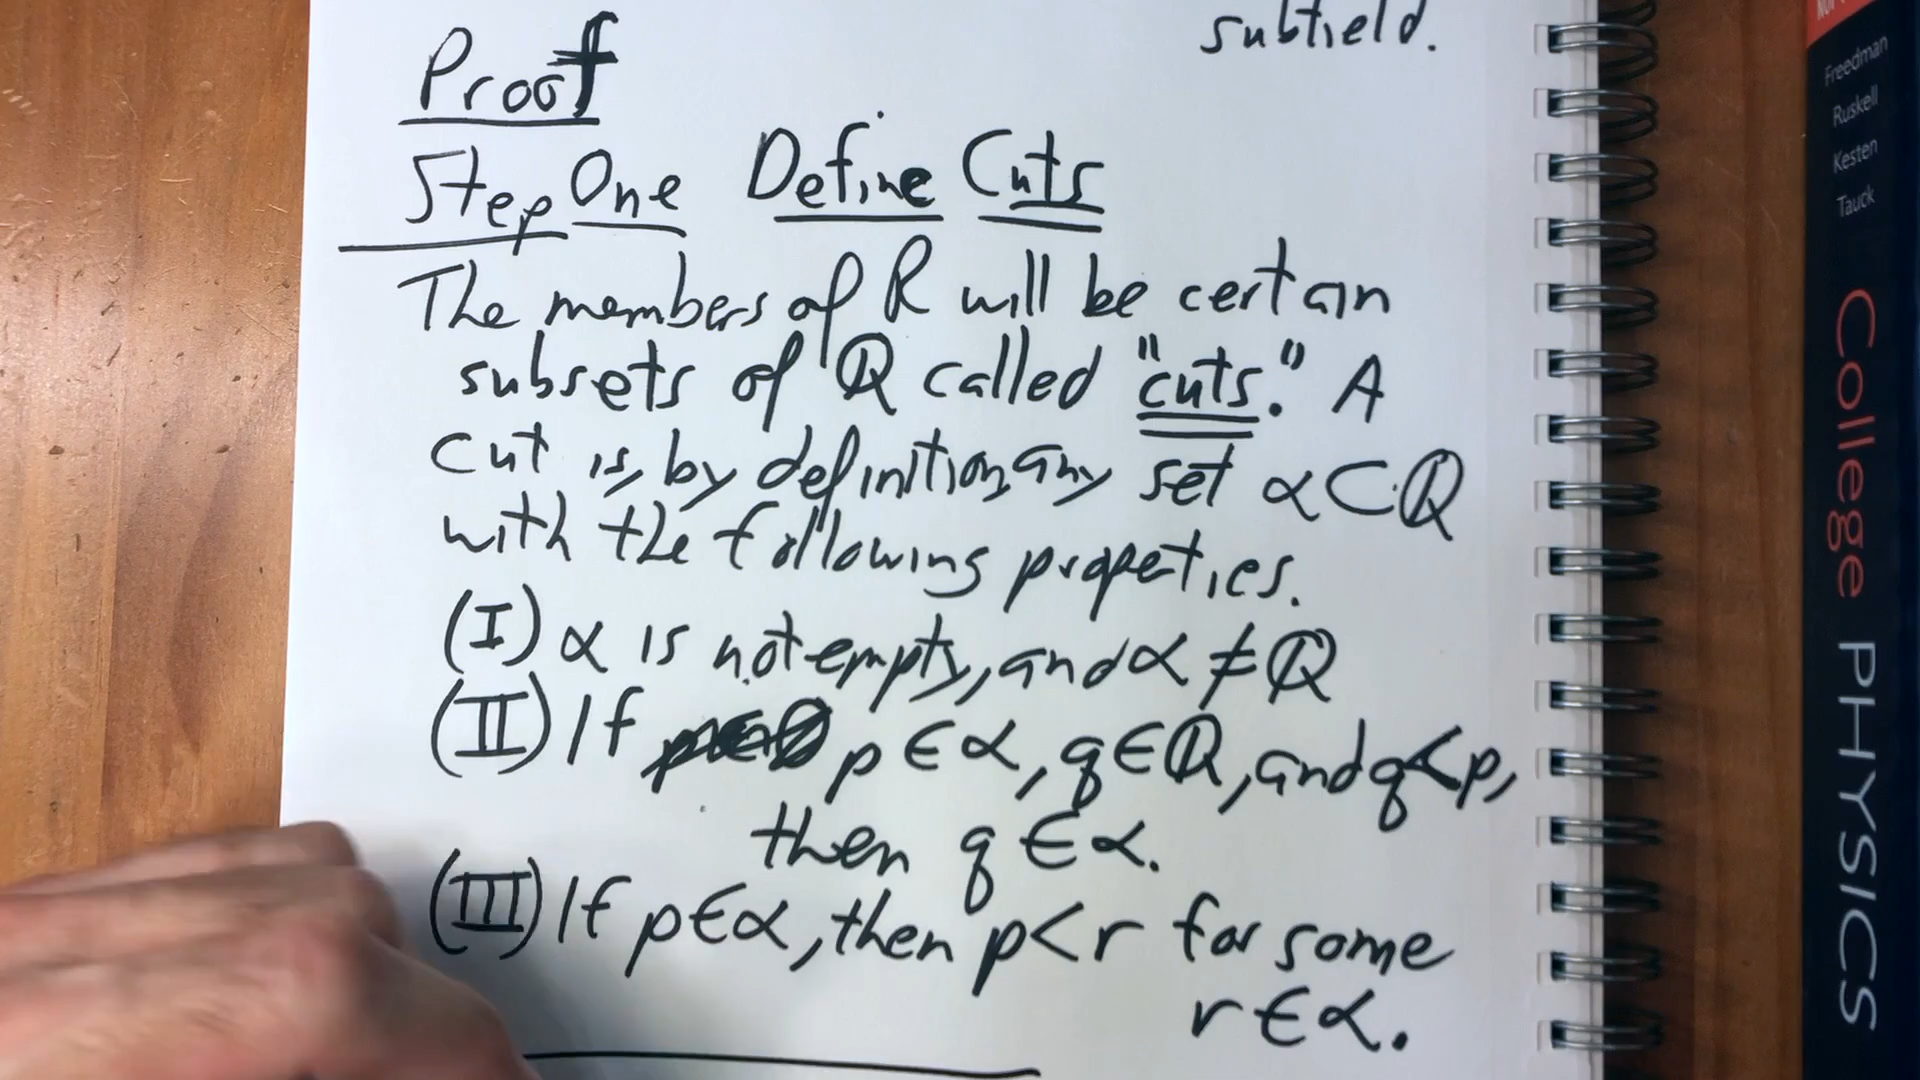 subfield.
Proof
Step One Define Cuts
The members of R will be certain
subsets of ℚ called "cuts." A
cut is, by definition, any set α⊂ℚ
with the following properties.
(I) α is not empty, and α ≠ ℚ
(II) If p∈α, q∈ℚ, and q<p,
then q∈α.
(III) If p∈α, then p<r for some
r∈α.
Freedman
Ruskell
Kesten
Tauck
College PHYSICS